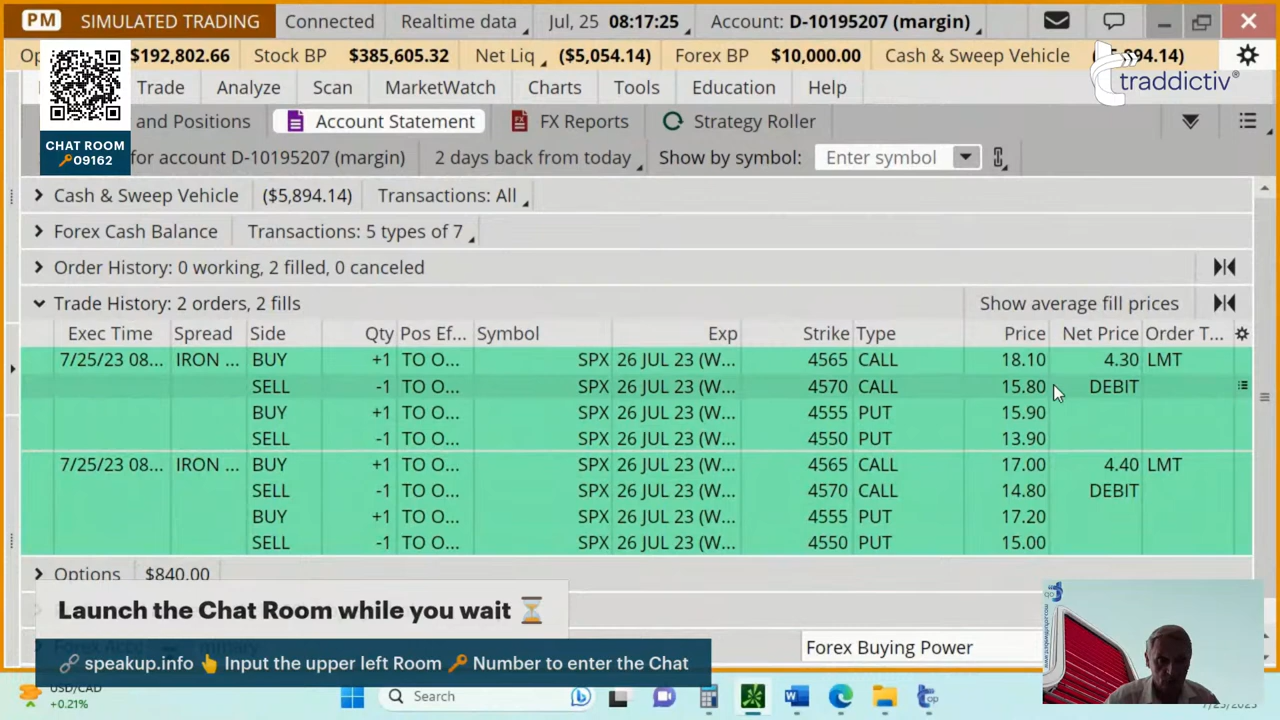 PM SIMULATED TRADING Connected Realtime data Jul, 25 08:17:25 Account: D-10195207 (margin)
$192,802.66 Stock BP $385,605.32 Net Liq ($5,054.14) Forex BP $10,000.00 Cash & Sweep Vehicle
traddictiv®
Trade Analyze Scan MarketWatch Charts Tools Education Help
and Positions Account Statement FX Reports Strategy Roller
CHAT ROOM
09162
for account D-10195207 (margin) 2 days back from today Show by symbol: Enter symbol
Cash & Sweep Vehicle ($5,894.14) Transactions: All
Forex Cash Balance Transactions: 5 types of 7
Order History: 0 working, 2 filled, 0 canceled
Trade History: 2 orders, 2 fills Show average fill prices
Exec Time Spread Side Qty Pos Ef... Symbol Exp Strike Type Price Net Price Order T...
7/25/23 08... IRON ... BUY +1 TO O... SPX 26 JUL 23 (W... 4565 CALL 18.10 4.30 LMT
SELL -1 TO O... SPX 26 JUL 23 (W... 4570 CALL 15.80 DEBIT
BUY +1 TO O... SPX 26 JUL 23 (W... 4555 PUT 15.90
SELL -1 TO O... SPX 26 JUL 23 (W... 4550 PUT 13.90
7/25/23 08... IRON ... BUY +1 TO O... SPX 26 JUL 23 (W... 4565 CALL 17.00 4.40 LMT
SELL -1 TO O... SPX 26 JUL 23 (W... 4570 CALL 14.80 DEBIT
BUY +1 TO O... SPX 26 JUL 23 (W... 4555 PUT 17.20
SELL -1 TO O... SPX 26 JUL 23 (W... 4550 PUT 15.00
Options $840.00
Launch the Chat Room while you wait
Forex Buying Power
speakup.info Input the upper left Room Number to enter the Chat
USD/CAD
+0.21%
Search